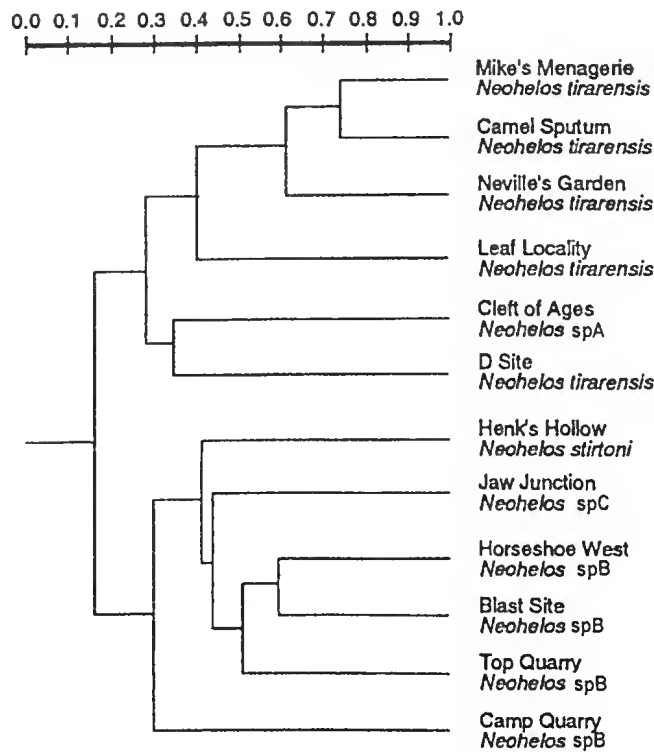 0.0 0.1 0.2 0.3 0.4 0.5 0.6 0.7 0.8 0.9 1.0
Mike's Menagerie
Neohelos tirarensis
Camel Sputum
Neohelos tirarensis
Neville's Garden
Neohelos tirarensis
Leaf Locality
Neohelos tirarensis
Cleft of Ages
Neohelos spA
D Site
Neohelos tirarensis
Henk's Hollow
Neohelos stirtoni
Jaw Junction
Neohelos spC
Horseshoe West
Neohelos spB
Blast Site
Neohelos spB
Top Quarry
Neohelos spB
Camp Quarry
Neohelos spB